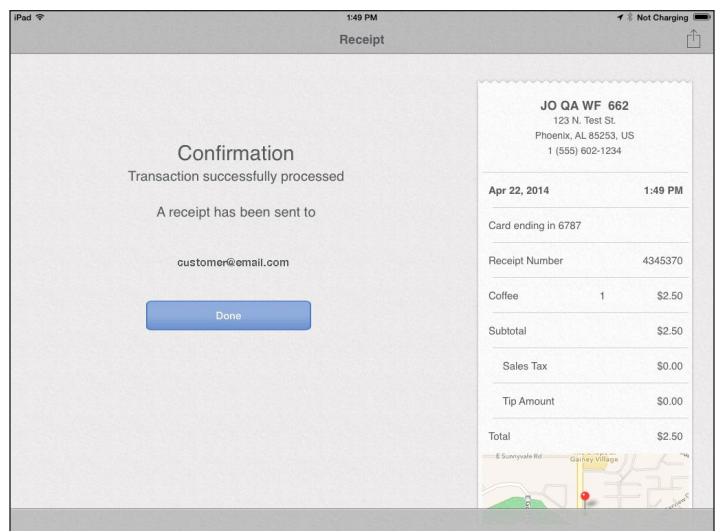 iPad 1:49 PM Not Charging
Receipt
Confirmation
Transaction successfully processed
A receipt has been sent to
customer@email.com
Done
JO QA WF 662
123 N. Test St.
Phoenix, AL 85253, US
1 (555) 602-1234
Apr 22, 2014 1:49 PM
Card ending in 6787
Receipt Number 4345370
Coffee 1 $2.50
Subtotal $2.50
Sales Tax $0.00
Tip Amount $0.00
Total $2.50
E Sunnyvale Rd
Gainey Village